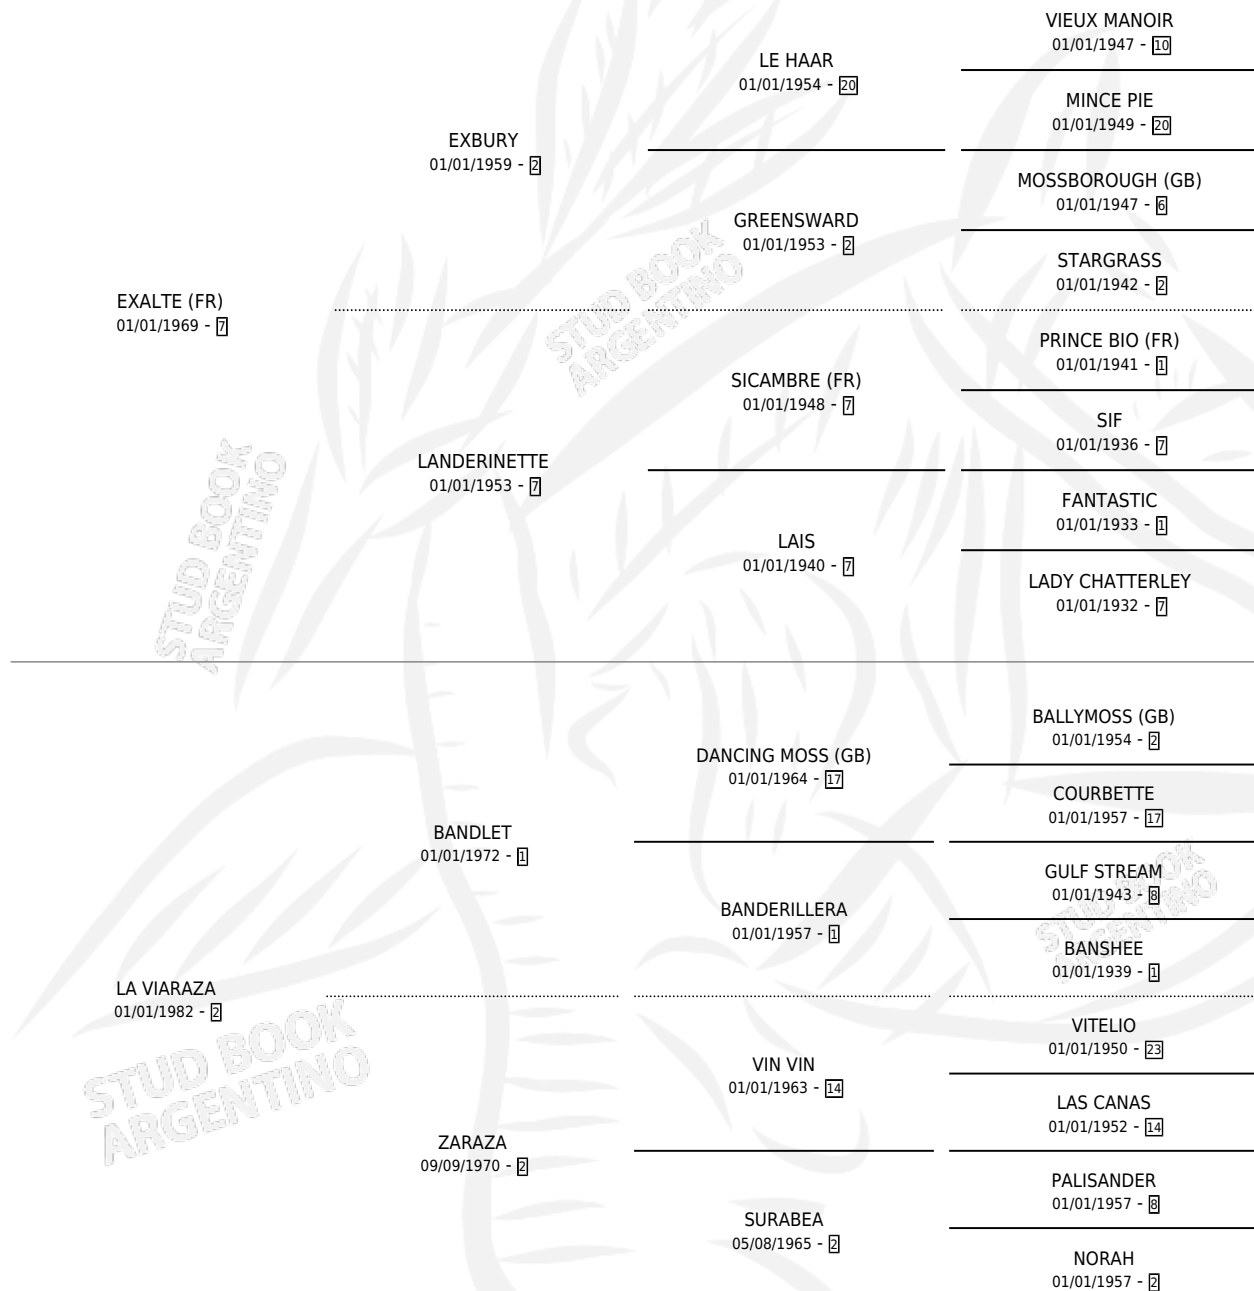 VIEUX MANOIR
01/01/1947 - 10
LE HAAR
01/01/1954 - 20
MINCE PIE
01/01/1949 - 20
EXBURY
01/01/1959 - 2
MOSSBOROUGH (GB)
01/01/1947 - 6
GREENSWARD
01/01/1953 - 2
STARGRASS
01/01/1942 - 2
EXALTE (FR)
01/01/1969 - 7
PRINCE BIO (FR)
01/01/1941 - 1
SICAMBRE (FR)
01/01/1948 - 7
SIF
01/01/1936 - 7
LANDERINETTE
01/01/1953 - 7
FANTASTIC
01/01/1933 - 1
LAIS
01/01/1940 - 7
LADY CHATTERLEY
01/01/1932 - 7
BALLYMOSS (GB)
01/01/1954 - 2
DANCING MOSS (GB)
01/01/1964 - 17
COURBETTE
01/01/1957 - 17
BANDLET
01/01/1972 - 1
GULF STREAM
01/01/1943 - 8
BANDERILLERA
01/01/1957 - 1
BANSHEE
01/01/1939 - 1
LA VIARAZA
01/01/1982 - 2
VITELIO
01/01/1950 - 23
VIN VIN
01/01/1963 - 14
LAS CANAS
01/01/1952 - 14
ZARAZA
09/09/1970 - 2
PALISANDER
01/01/1957 - 8
SURABEA
05/08/1965 - 2
NORAH
01/01/1957 - 2
STUD BOOK
ARGENTINO
STUD BOOK
ARGENTINO
STUD BOOK
ARGENTINO
STUD BOOK
ARGENTINO